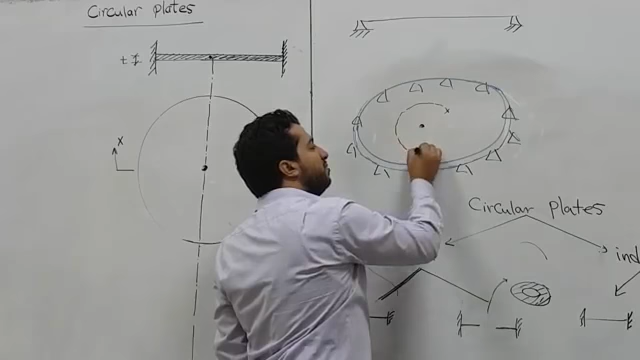 Circular plates
t
x
x
Circular plates
ind